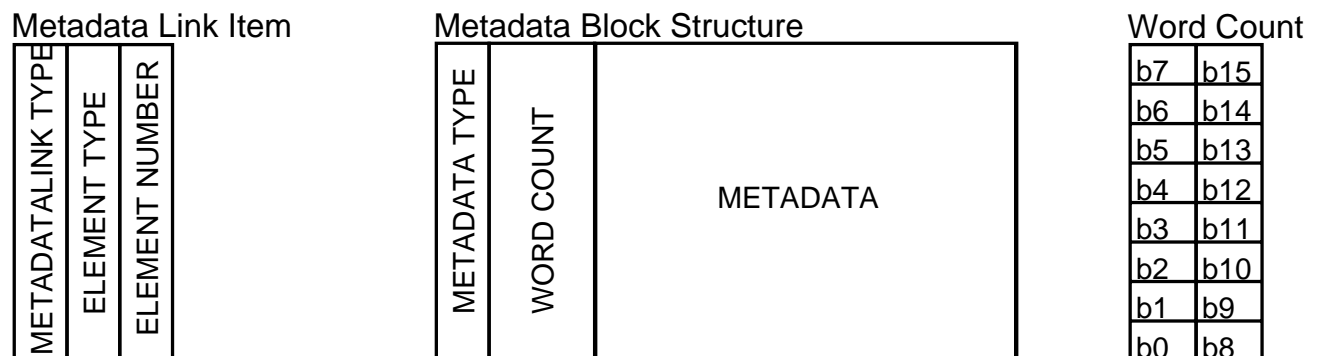 Metadata Link Item
METADATALINK TYPE
ELEMENT TYPE
ELEMENT NUMBER
Metadata Block Structure
METADATA TYPE
WORD COUNT
METADATA
Word Count
b7 b15
b6 b14
b5 b13
b4 b12
b3 b11
b2 b10
b1 b9
b0 b8